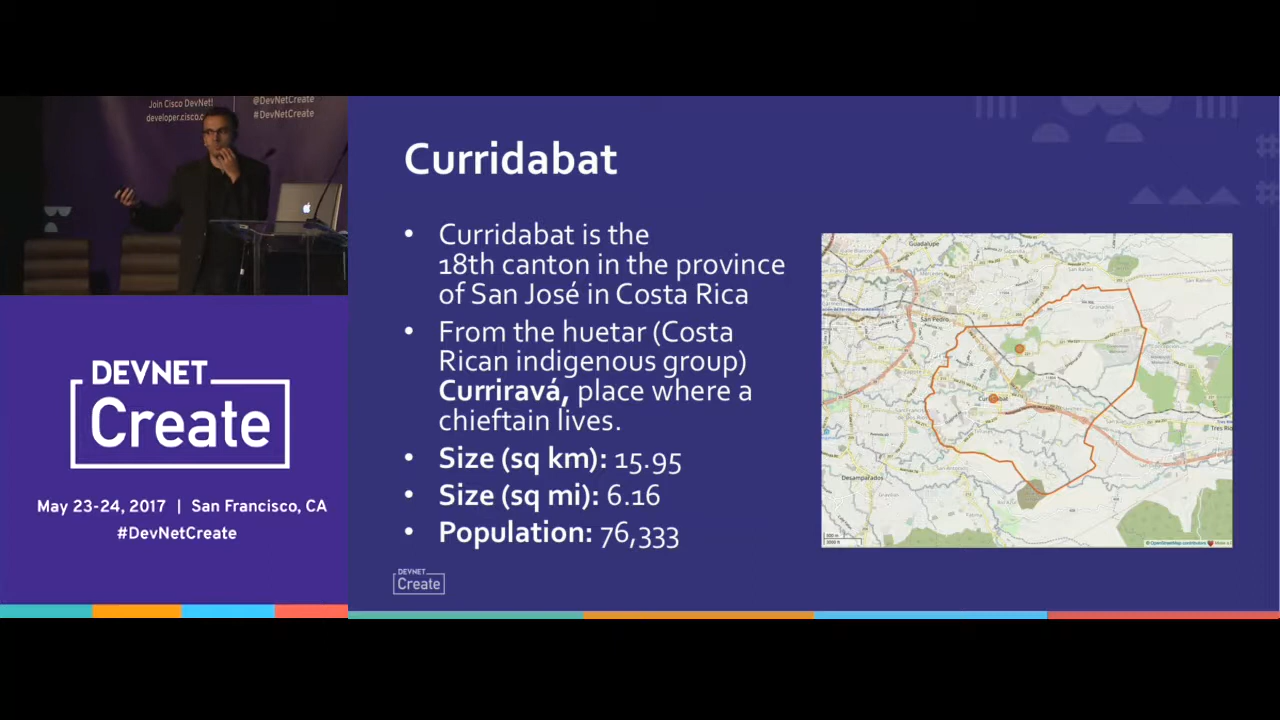 Join Cisco DevNet!
@DevNetCreate
#DevNetCreate
DEVNET
Create
May 23-24, 2017 | San Francisco, CA
#DevNetCreate
Curridabat
• Curridabat is the
18th canton in the province
of San José in Costa Rica
• From the huetar (Costa
Rican indigenous group)
Curriravá, place where a
chieftain lives.
• Size (sq km): 15.95
• Size (sq mi): 6.16
• Population: 76,333
DEVNET
Create
Guadalupe
San Pedro
Desamparados